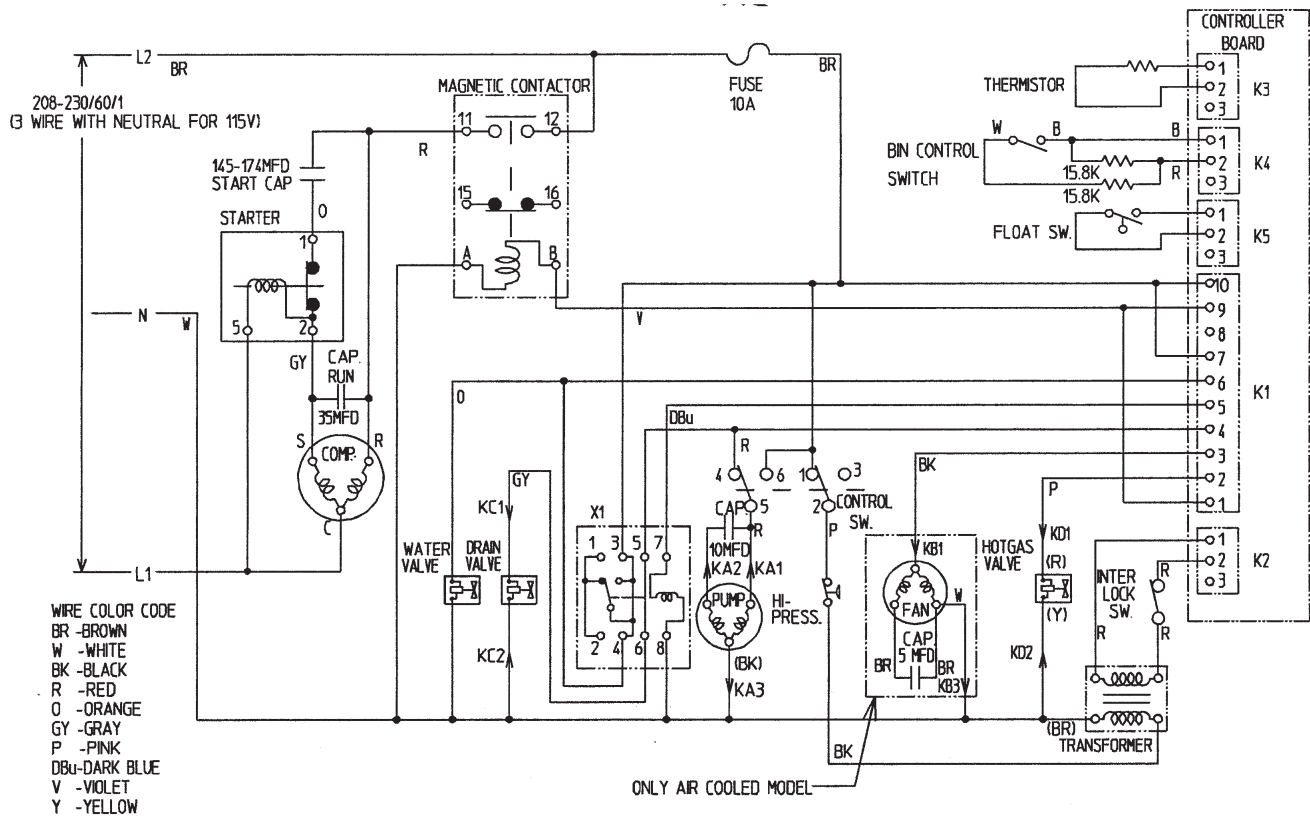 CONTROLLER
BOARD
L2
BR
FUSE
10A
BR
208-230/60/1
(3 WIRE WITH NEUTRAL FOR 115V)
MAGNETIC CONTACTOR
11
12
R
15
16
A
B
V
145-174MFD
START CAP
O
STARTER
1
5
2
GY
CAP.
RUN
35MFD
S
R
COMP.
C
N
W
L1
THERMISTOR
1
2
3
K3
BIN CONTROL
SWITCH
W
B
B
15.8K
R
15.8K
1
2
3
K4
FLOAT SW.
1
2
3
K5
10
9
8
7
6
5
4
3
2
1
K1
1
2
3
K2
O
DBu
GY
KC1
KC2
WATER
VALVE
DRAIN
VALVE
X1
1
3
5
7
2
4
6
8
R
4
6
5
1
3
2
CONTROL
SW.
CAP.
10MFD
R
P
KA2
KA1
PUMP
HI-
PRESS.
(BK)
KA3
BK
BK
KB1
FAN
W
CAP
5 MFD
BR
BR
KB3
ONLY AIR COOLED MODEL
P
KD1
HOTGAS
VALVE
(R)
(Y)
KD2
INTER
LOCK
SW.
R
R
R
(BR)
TRANSFORMER
WIRE COLOR CODE
BR -BROWN
W -WHITE
BK -BLACK
R -RED
O -ORANGE
GY -GRAY
P -PINK
DBu-DARK BLUE
V -VIOLET
Y -YELLOW